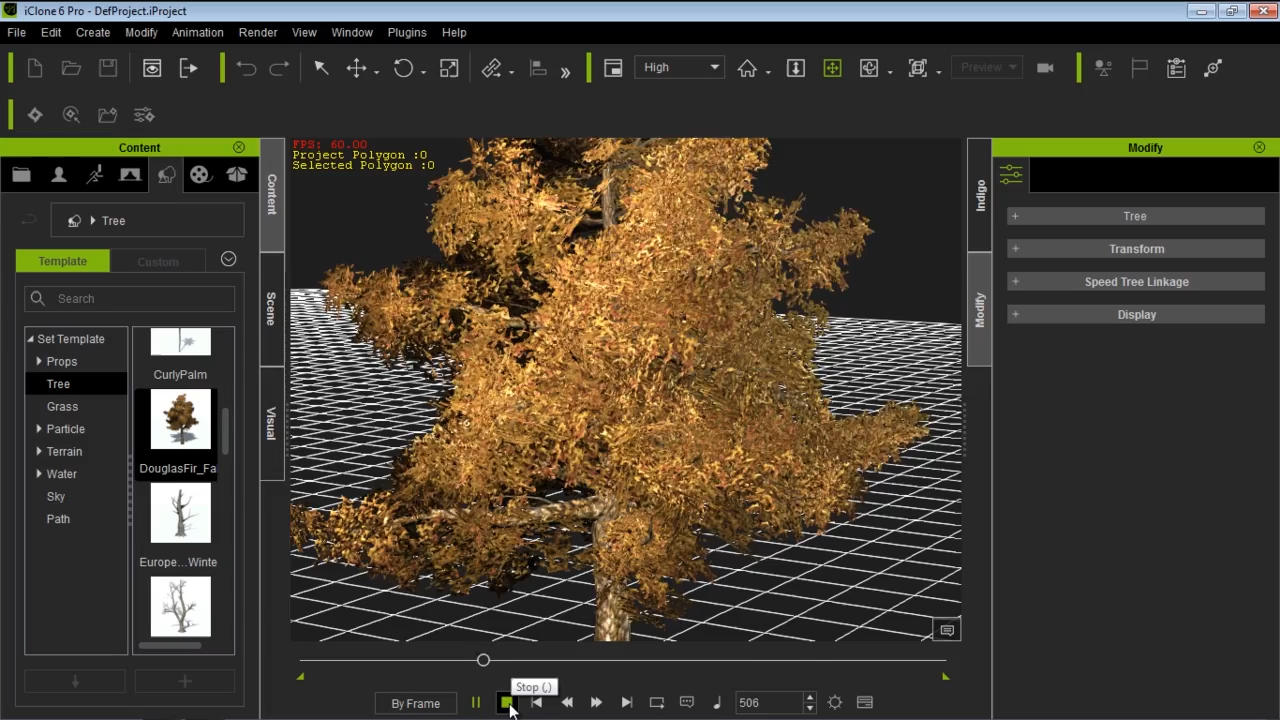 iClone 6 Pro - DefProject.iProject
File Edit Create Modify Animation Render View Window Plugins Help
High
Preview
Content
Tree
Template
Custom
Search
Set Template
Props
Tree
Grass
Particle
Terrain
Water
Sky
Path
CurlyPalm
DouglasFir_Fa
Europe...Winte
Content
Scene
Visual
FPS: 60.00
Project Polygon :0
Selected Polygon :0
Indigo
Modify
Modify
Tree
Transform
Speed Tree Linkage
Display
Stop (,)
By Frame
506